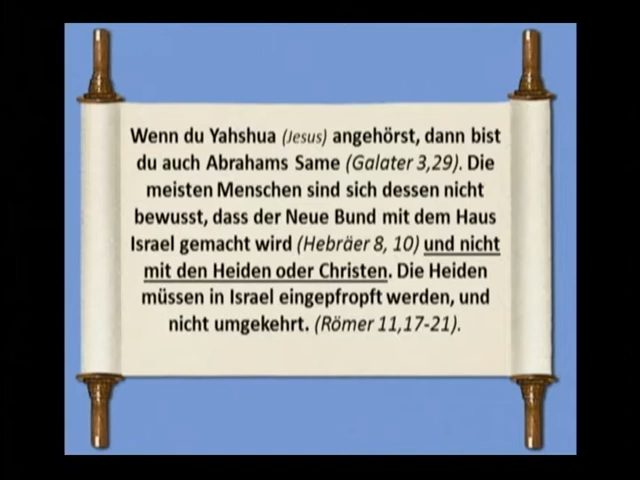 Wenn du Yahshua (Jesus) angehörst, dann bist
du auch Abrahams Same (Galater 3,29). Die
meisten Menschen sind sich dessen nicht
bewusst, dass der Neue Bund mit dem Haus
Israel gemacht wird (Hebräer 8, 10) und nicht
mit den Heiden oder Christen. Die Heiden
müssen in Israel eingepfropft werden, und
nicht umgekehrt. (Römer 11,17-21).